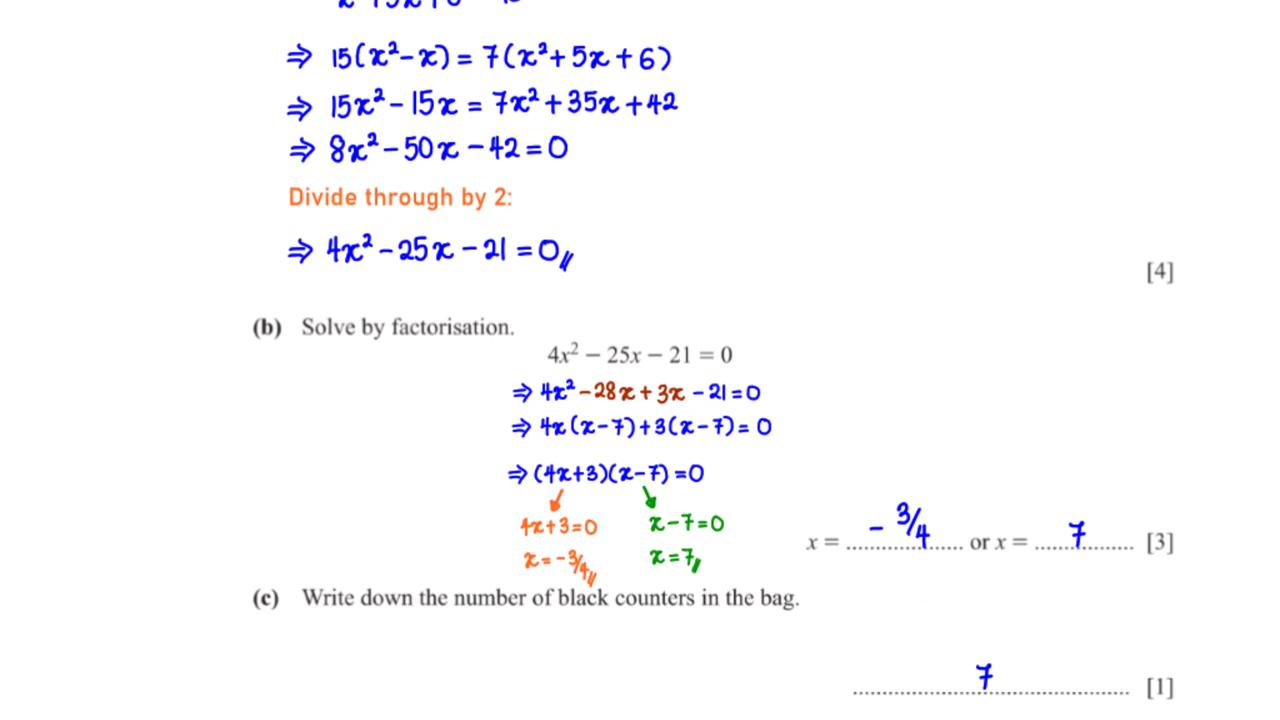 ⇒ 15(x²-x) = 7(x²+5x+6)
⇒ 15x²-15x = 7x²+35x+42
⇒ 8x²-50x-42=0
Divide through by 2:
⇒ 4x²-25x-21=0//
[4]
(b) Solve by factorisation.
4x² − 25x − 21 = 0
⇒ 4x²-28x+3x-21=0
⇒ 4x(x-7)+3(x-7)=0
⇒ (4x+3)(x-7)=0
4x+3=0 x-7=0
x = -3/4 or x = 7 [3]
x=-3/4// x=7//
(c) Write down the number of black counters in the bag.
7 [1]